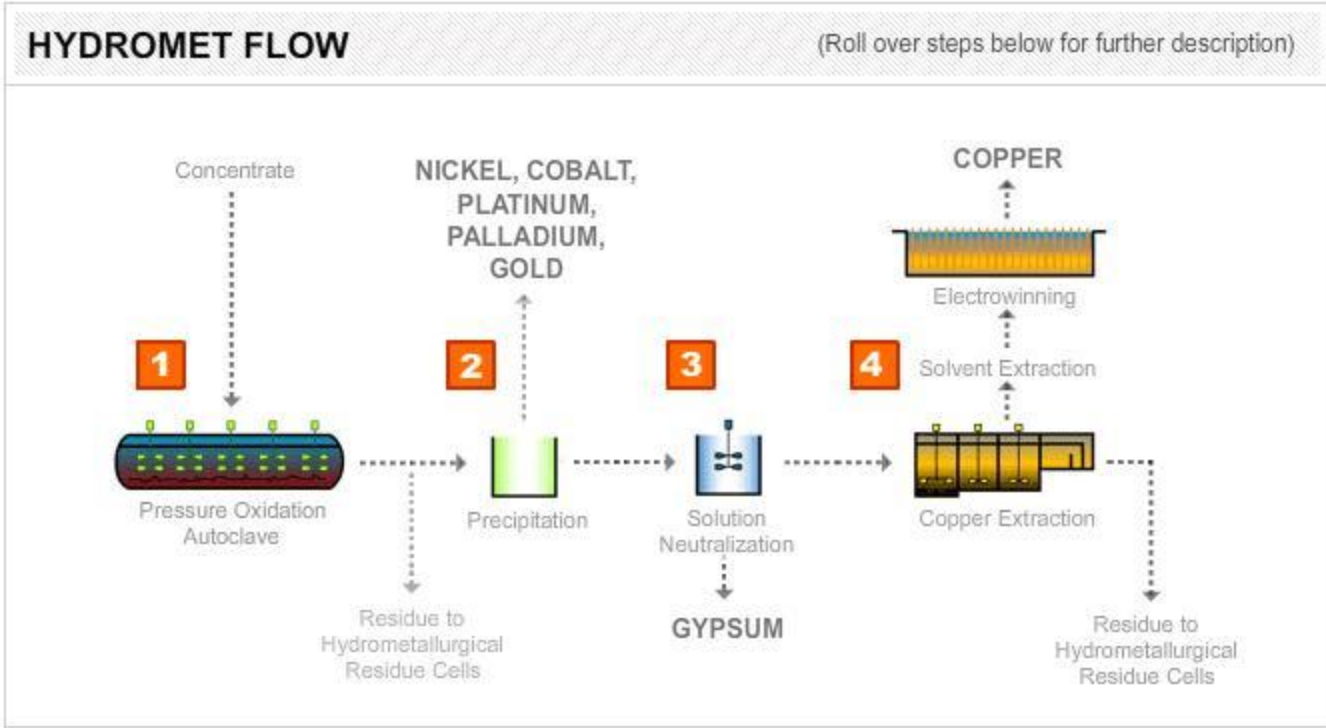 HYDROMET FLOW
(Roll over steps below for further description)
Concentrate
NICKEL, COBALT,
PLATINUM,
PALLADIUM,
GOLD
COPPER
Electrowinning
Solvent Extraction
1
2
3
4
Pressure Oxidation
Autoclave
Precipitation
Solution
Neutralization
Copper Extraction
Residue to
Hydrometallurgical
Residue Cells
GYPSUM
Residue to
Hydrometallurgical
Residue Cells